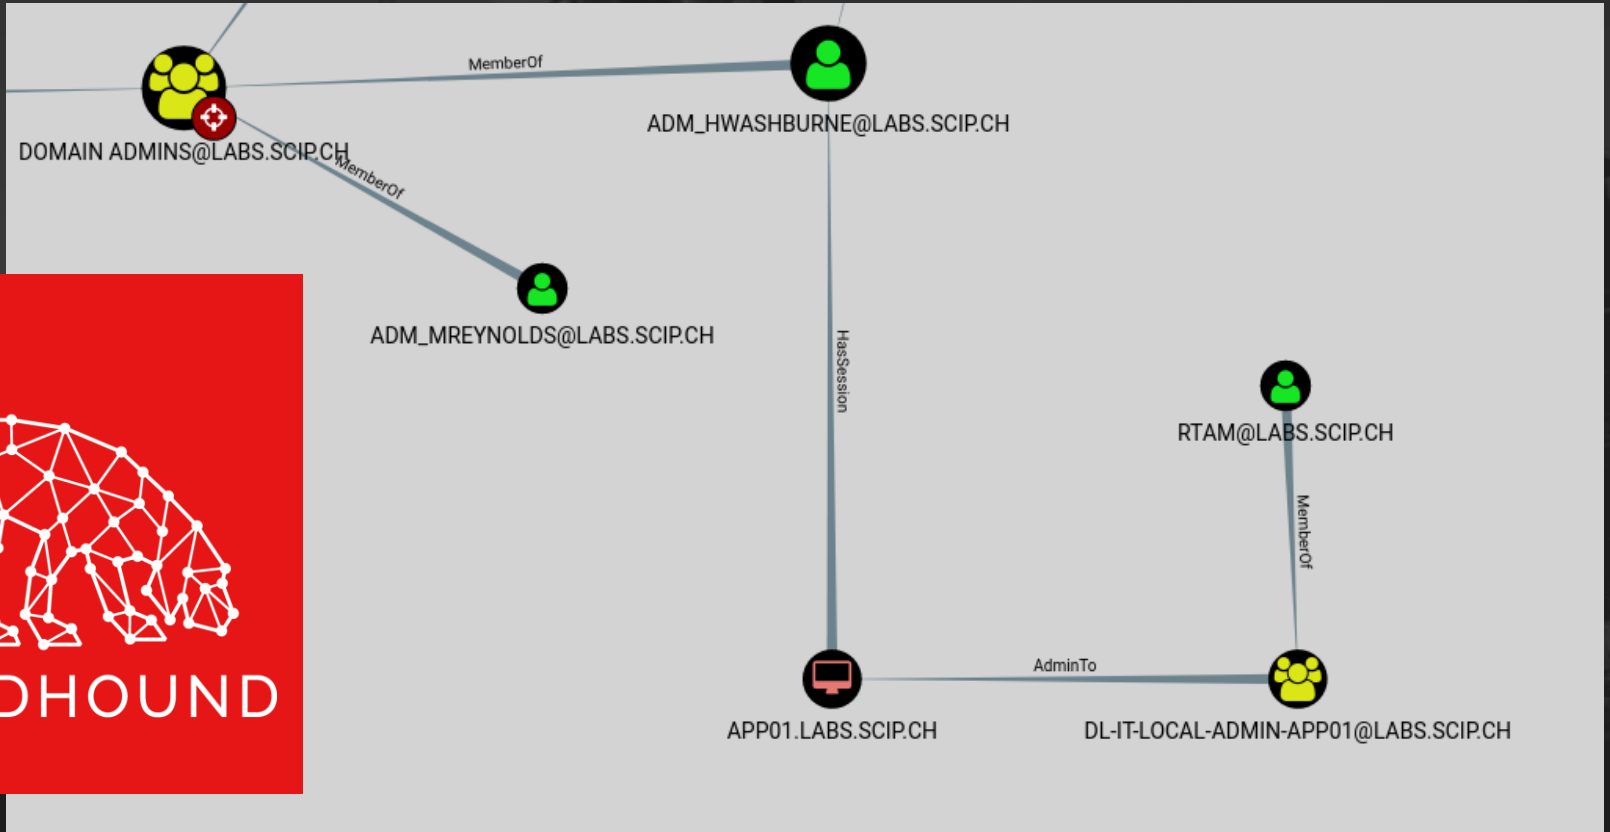 MemberOf
DOMAIN ADMINS@LABS.SCIP.CH
ADM_HWASHBURNE@LABS.SCIP.CH
MemberOf
ADM_MREYNOLDS@LABS.SCIP.CH
HasSession
RTAM@LABS.SCIP.CH
MemberOf
AdminTo
DHOUND
APP01.LABS.SCIP.CH
DL-IT-LOCAL-ADMIN-APP01@LABS.SCIP.CH